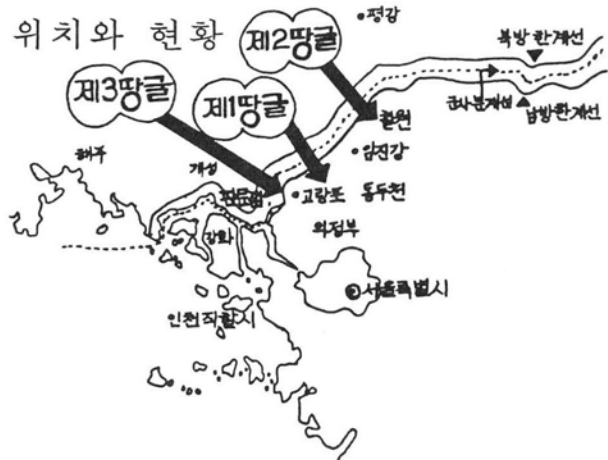 위치와 현황
제2땅굴
평강
북방한계선
제3땅굴
제1땅굴
군사분계선
남방한계선
철원
임진강
해주
개성
판문점
고랑포
동두천
강화
의정부
서울특별시
인천직할시